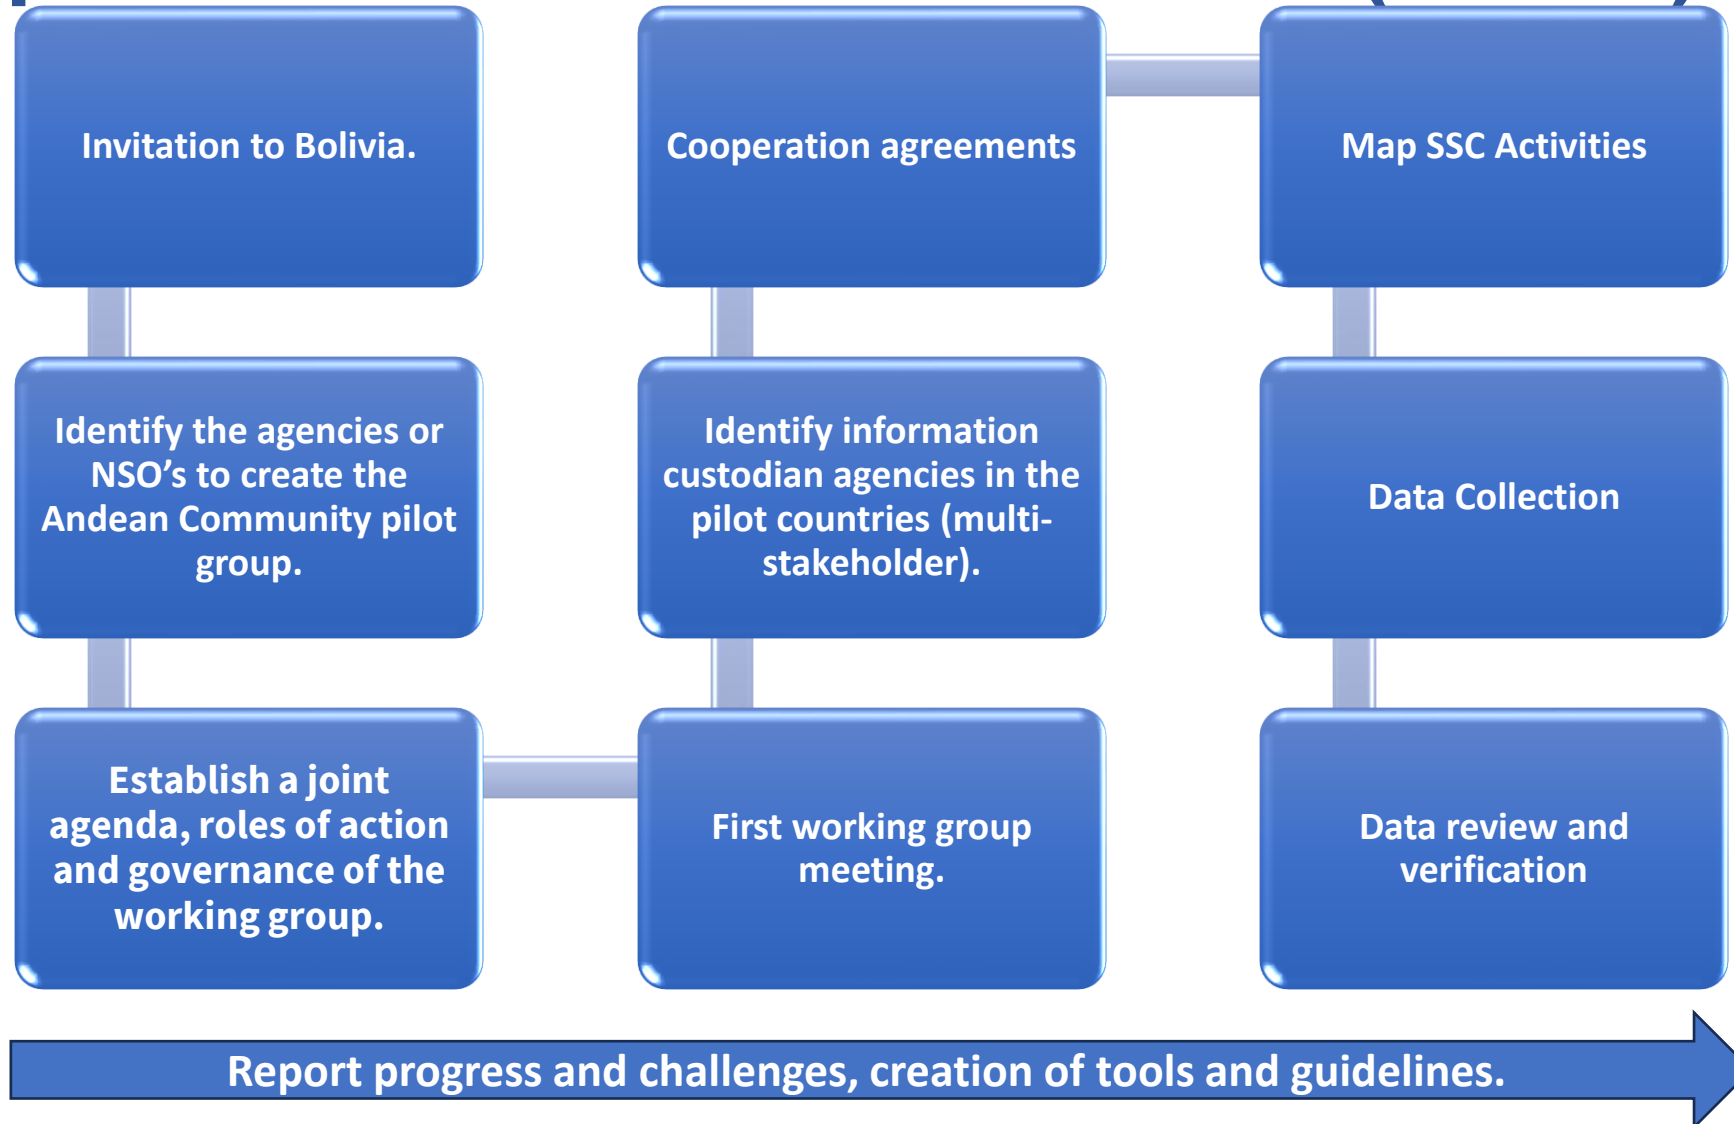 Invitation to Bolivia.
Identify the agencies or
NSO's to create the
Andean Community pilot
group.
Establish a joint
agenda, roles of action
and governance of the
working group.
First working group
meeting.
Identify information
custodian agencies in the
pilot countries (multi-
stakeholder).
Cooperation agreements
Map SSC Activities
Data Collection
Data review and
verification
Report progress and challenges, creation of tools and guidelines.